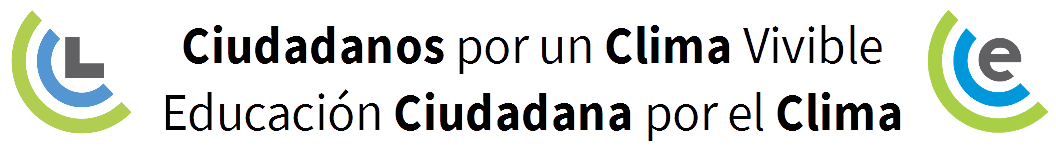 L
Ciudadanos por un Clima Vivible
Educación Ciudadana por el Clima
e